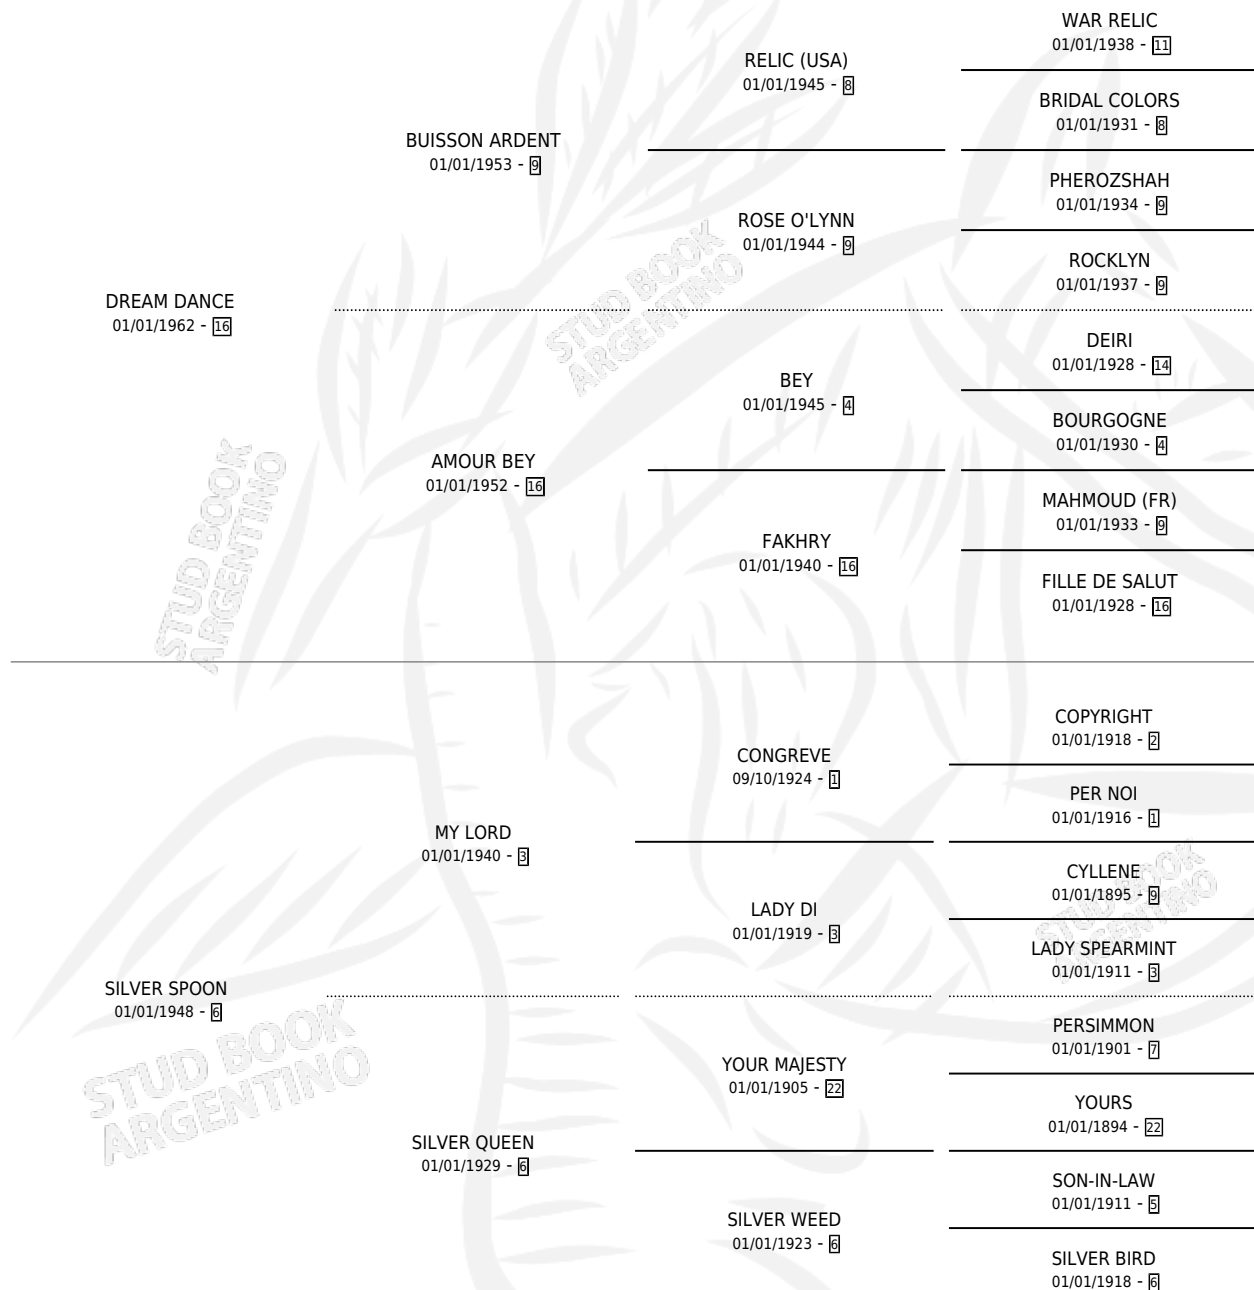 WAR RELIC
01/01/1938 - 11
RELIC (USA)
01/01/1945 - 8
BRIDAL COLORS
01/01/1931 - 8
BUISSON ARDENT
01/01/1953 - 9
PHEROZSHAH
01/01/1934 - 9
ROSE O'LYNN
01/01/1944 - 9
ROCKLYN
01/01/1937 - 9
DREAM DANCE
01/01/1962 - 16
DEIRI
01/01/1928 - 14
BEY
01/01/1945 - 4
BOURGOGNE
01/01/1930 - 4
AMOUR BEY
01/01/1952 - 16
MAHMOUD (FR)
01/01/1933 - 9
FAKHRY
01/01/1940 - 16
FILLE DE SALUT
01/01/1928 - 16
COPYRIGHT
01/01/1918 - 2
CONGREVE
09/10/1924 - 1
PER NOI
01/01/1916 - 1
MY LORD
01/01/1940 - 3
CYLLENE
01/01/1895 - 9
LADY DI
01/01/1919 - 3
LADY SPEARMINT
01/01/1911 - 3
SILVER SPOON
01/01/1948 - 6
PERSIMMON
01/01/1901 - 7
YOUR MAJESTY
01/01/1905 - 22
YOURS
01/01/1894 - 22
SILVER QUEEN
01/01/1929 - 6
SON-IN-LAW
01/01/1911 - 5
SILVER WEED
01/01/1923 - 6
SILVER BIRD
01/01/1918 - 6
STUD BOOK
ARGENTINO
STUD BOOK
ARGENTINO
STUD BOOK
ARGENTINO
STUD BOOK
ARGENTINO